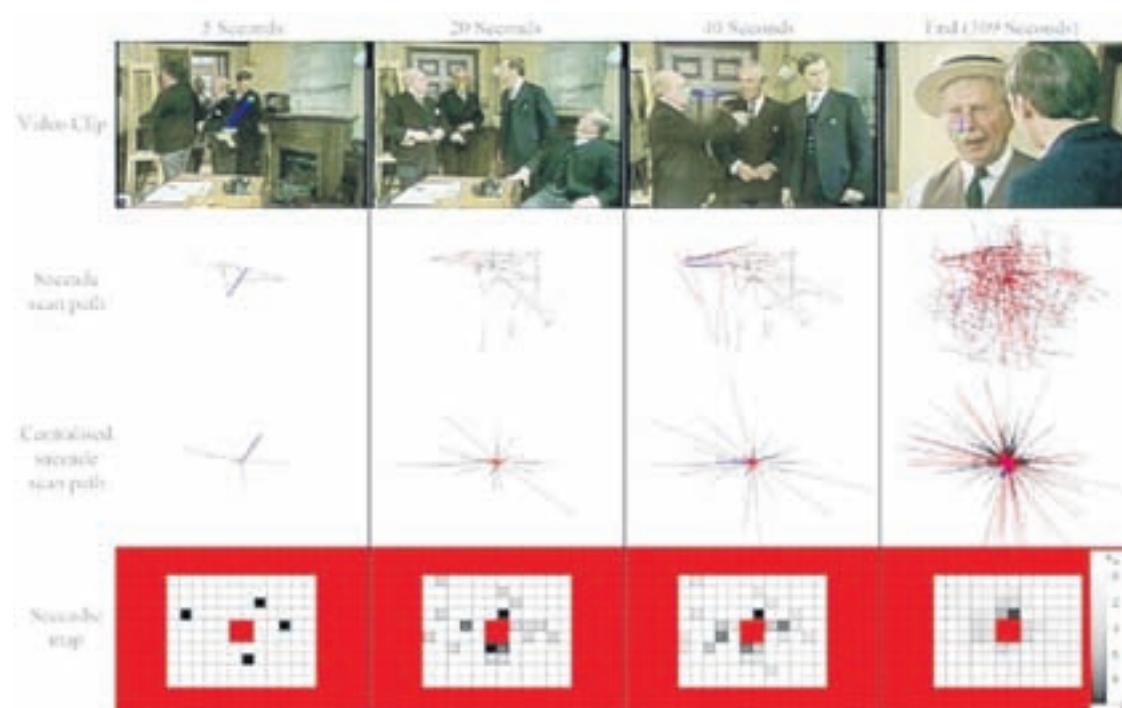 5 Seconds
20 Seconds
40 Seconds
End (309 Seconds)
Video Clip
Saccade
scan path
Centralised
saccade
scan path
Saccade
map